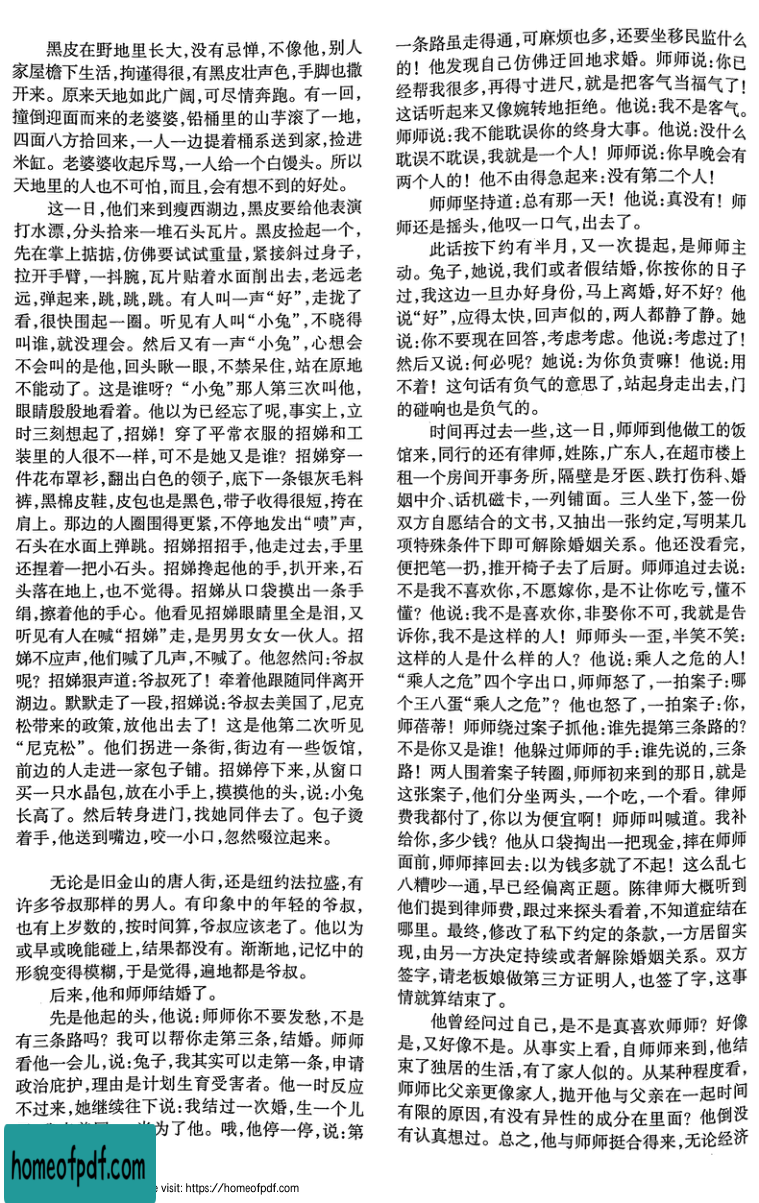 黑皮在野地里长大,没有忌惮,不像他,别人
家屋檐下生活,拘谨得很,有黑皮壮声色,手脚也撒
开来。原来天地如此广阔,可尽情奔跑。有一回,
撞倒迎面而来的老婆婆,铅桶里的山芋滚了一地,
四面八方拾回来,一人一边提着桶系送到家,捡进
米缸。老婆婆收起斥骂,一人给一个白馒头。所以
天地里的人也不可怕,而且,会有想不到的好处。
这一日,他们来到瘦西湖边,黑皮要给他表演
打水漂,分头拾来一堆石头瓦片。黑皮捡起一个,
先在掌上掂掂,仿佛要试试重量,紧接斜过身子,
拉开手臂,一抖腕,瓦片贴着水面削出去,老远老
远,弹起来,跳,跳,跳。有人叫一声“好”,走拢了
看,很快围起一圈。听见有人叫“小兔”,不晓得
叫谁,就没理会。然后又有一声“小兔”,心想会
不会叫的是他,回头瞅一眼,不禁呆住,站在原地
不能动了。这是谁呀?“小兔”那人第三次叫他,
眼睛殷殷地看着。他以为已经忘了呢,事实上,立
时三刻想起了,招娣!穿了平常衣服的招娣和工
装里的人很不一样,可不是她又是谁?招娣穿一
件花布罩衫,翻出白色的领子,底下一条银灰毛料
裤,黑棉皮鞋,皮包也是黑色,带子收得很短,挎在
肩上。那边的人圈围得更紧,不停地发出“啧”声,
石头在水面上弹跳。招娣招招手,他走过去,手里
还捏着一把小石头。招娣搀起他的手,扒开来,石
头落在地上,也不觉得。招娣从口袋摸出一条手
绢,擦着他的手心。他看见招娣眼睛里全是泪,又
听见有人在喊“招娣”走,是男男女女一伙人。招
娣不应声,他们喊了几声,不喊了。他忽然问:爷叔
呢?招娣狠声道:爷叔死了!牵着他跟随同伴离开
湖边。默默走了一段,招娣说:爷叔去美国了,尼克
松带来的政策,放他出去了!这是他第二次听见
“尼克松”。他们拐进一条街,街边有一些饭馆,
前边的人走进一家包子铺。招娣停下来,从窗口
买一只水晶包,放在小手上,摸摸他的头,说:小兔
长高了。然后转身进门,找她同伴去了。包子烫
着手,他送到嘴边,咬一小口,忽然啜泣起来。
无论是旧金山的唐人街,还是纽约法拉盛,有
许多爷叔那样的男人。有印象中的年轻的爷叔,
也有上岁数的,按时间算,爷叔应该老了。他以为
或早或晚能碰上,结果都没有。渐渐地,记忆中的
形貌变得模糊,于是觉得,遍地都是爷叔。
后来,他和师师结婚了。
先是他起的头,他说:师师你不要发愁,不是
有三条路吗?我可以帮你走第三条,结婚。师师
看他一会儿,说:兔子,我其实可以走第一条,申请
政治庇护,理由是计划生育受害者。他一时反应
不过来,她继续往下说:我结过一次婚,生一个儿
为了他。哦,他停一停,说:第
一条路虽走得通,可麻烦也多,还要坐移民监什么
的!他发现自己仿佛迂回地求婚。师师说:你已
经帮我很多,再得寸进尺,就是把客气当福气了!
这话听起来又像婉转地拒绝。他说:我不是客气。
师师说:我不能耽误你的终身大事。他说:没什么
耽误不耽误,我就是一个人!师师说:你早晚会有
两个人的!他不由得急起来:没有第二个人!
师师坚持道:总有那一天!他说:真没有!师
师还是摇头,他叹一口气,出去了。
此话按下约有半月,又一次提起,是师师主
动。兔子,她说,我们或者假结婚,你按你的日子
过,我这边一旦办好身份,马上离婚,好不好?他
说“好”,应得太快,回声似的,两人都静了静。她
说:你不要现在回答,考虑考虑。他说:考虑过了!
然后又说:何必呢?她说:为你负责嘛!他说:用
不着!这句话有负气的意思了,站起身走出去,门
的碰响也是负气的。
时间再过去一些,这一日,师师到他做工的饭
馆来,同行的还有律师,姓陈,广东人,在超市楼上
租一个房间开事务所,隔壁是牙医、跌打伤科、婚
姻中介、话机磁卡,一列铺面。三人坐下,签一份
双方自愿结合的文书,又抽出一张约定,写明某几
项特殊条件下即可解除婚姻关系。他还没看完,
便把笔一扔,推开椅子去了后厨。师师追过去说:
不是我不喜欢你,不愿嫁你,是不让你吃亏,懂不
懂?他说:我不是喜欢你,非娶你不可,我就是告
诉你,我不是这样的人!师师头一歪,半笑不笑:
这样的人是什么样的人?他说:乘人之危的人!
“乘人之危”四个字出口,师师怒了,一拍案子:哪
个王八蛋“乘人之危”?他也怒了,一拍案子:你,
师蓓蒂!师师绕过案子抓他:谁先提第三条路的?
不是你又是谁!他躲过师师的手:谁先说的,三条
路!两人围着案子转圈,师师初来到的那日,就是
这张案子,他们分坐两头,一个吃,一个看。律师
费我都付了,你以为便宜啊!师师叫喊道。我补
给你,多少钱?他从口袋掏出一把现金,摔在师师
面前,师师摔回去:以为钱多就了不起!这么乱七
八糟吵一通,早已经偏离正题。陈律师大概听到
他们提到律师费,跟过来探头看着,不知道症结在
哪里。最终,修改了私下约定的条款,一方居留实
现,由另一方决定持续或者解除婚姻关系。双方
签字,请老板娘做第三方证明人,也签了字,这事
情就算结束了。
他曾经问过自己,是不是真喜欢师师?好像
是,又好像不是。从事实上看,自师师来到,他结
束了独居的生活,有了家人似的。从某种程度看,
师师比父亲更像家人,抛开他与父亲在一起时间
有限的原因,有没有异性的成分在里面?他倒没
有认真想过。总之,他与师师挺合得来,无论经济
homeofpdf.com
e visit: https://homeofpdf.com